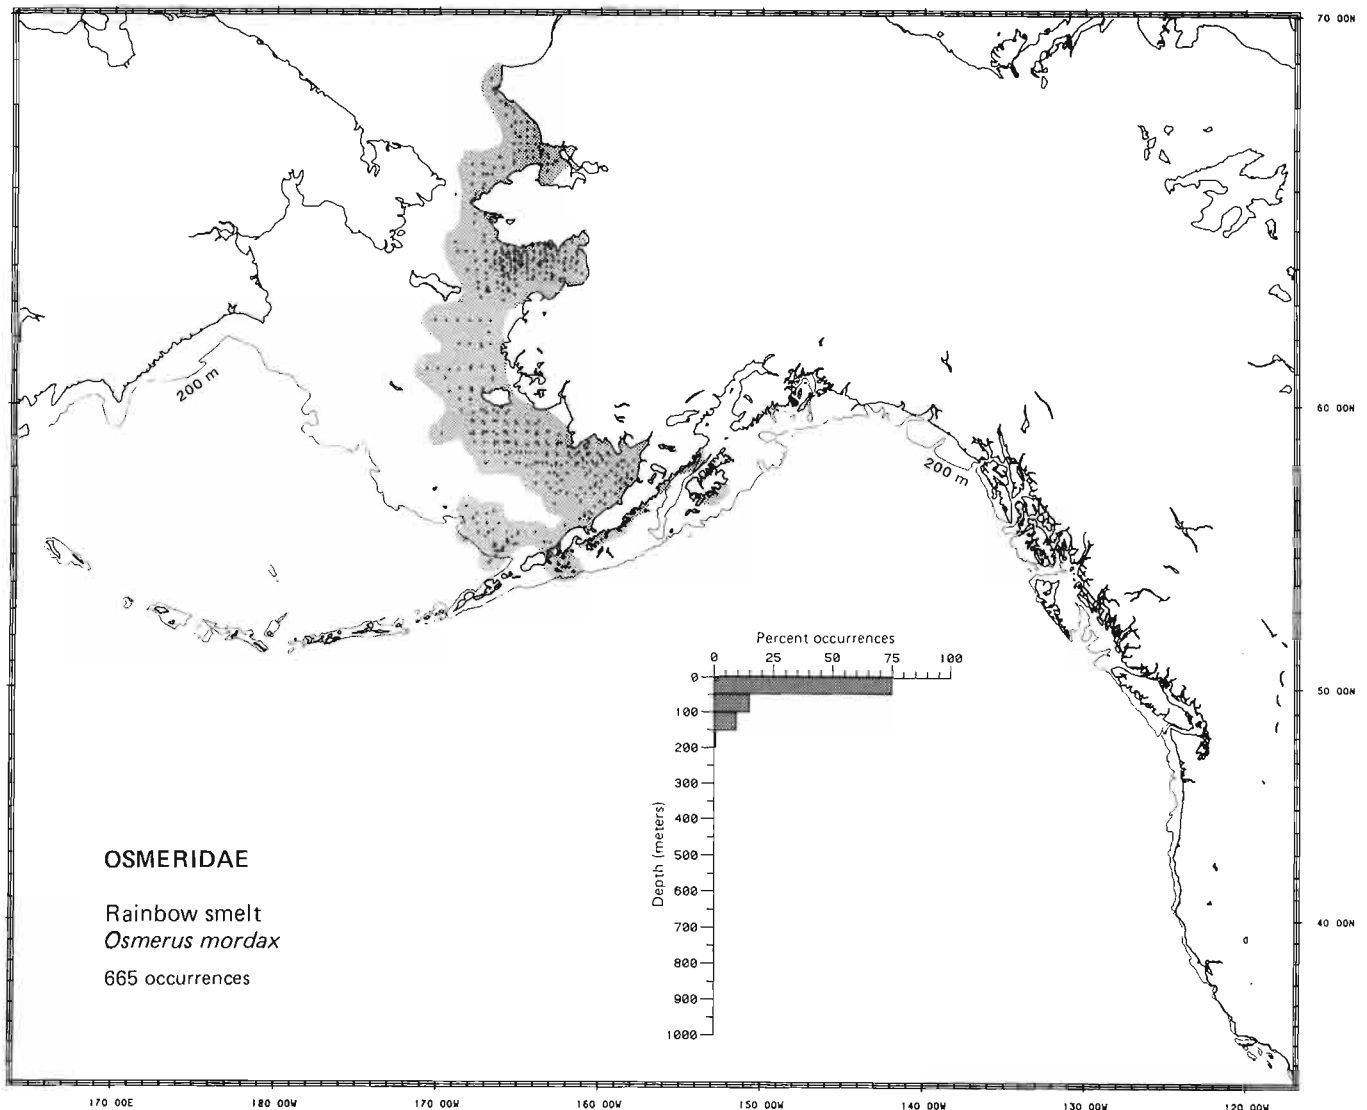 70 00N
200 m
60 00N
200 m
Percent occurrences
0 25 50 75 100
50 00N
0
100
200
300
400
500
600
700
800
900
1000
Depth (meters)
OSMERIDAE
Rainbow smelt
Osmerus mordax
665 occurrences
40 00N
170 00E 180 00W 170 00W 160 00W 150 00W 140 00W 130 00W 120 00W